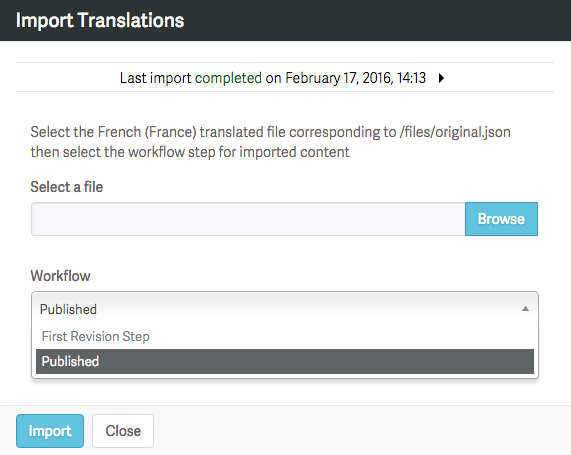 Import Translations
Last import completed on February 17, 2016, 14:13
Select the French (France) translated file corresponding to /files/original.json
then select the workflow step for imported content
Select a file
Browse
Workflow
Published
First Revision Step
Published
Import Close